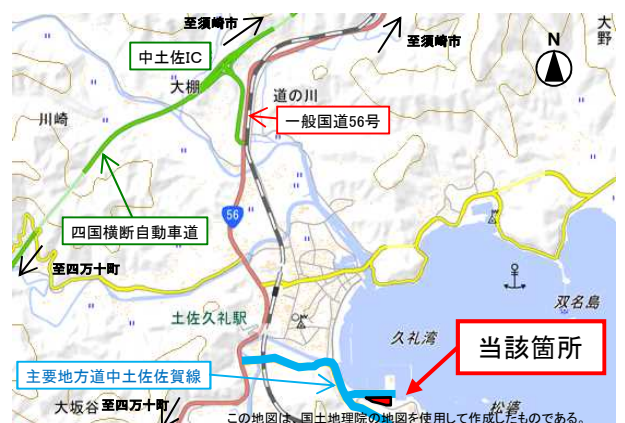 至須崎市
至須崎市
大
野
中土佐IC
N
大棚
道の川
川崎
一般国道56号
56
四国横断自動車道
至四万十町
双名島
土佐久礼駅
久礼湾
当該箇所
主要地方道中土佐佐賀線
大坂谷
至四万十町
松碆
この地図は、国土地理院の地図を使用して作成したものである。